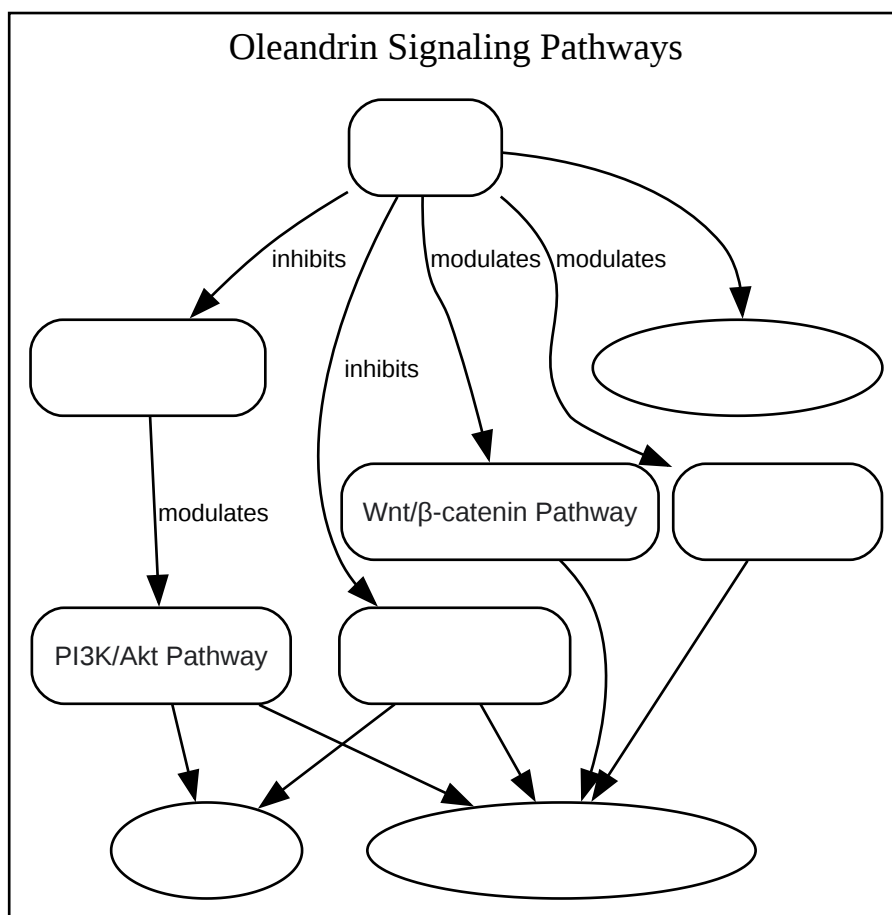 Oleandrin Signaling Pathways
inhibits
modulates
modulates
inhibits
modulates
Wnt/β-catenin Pathway
PI3K/Akt Pathway